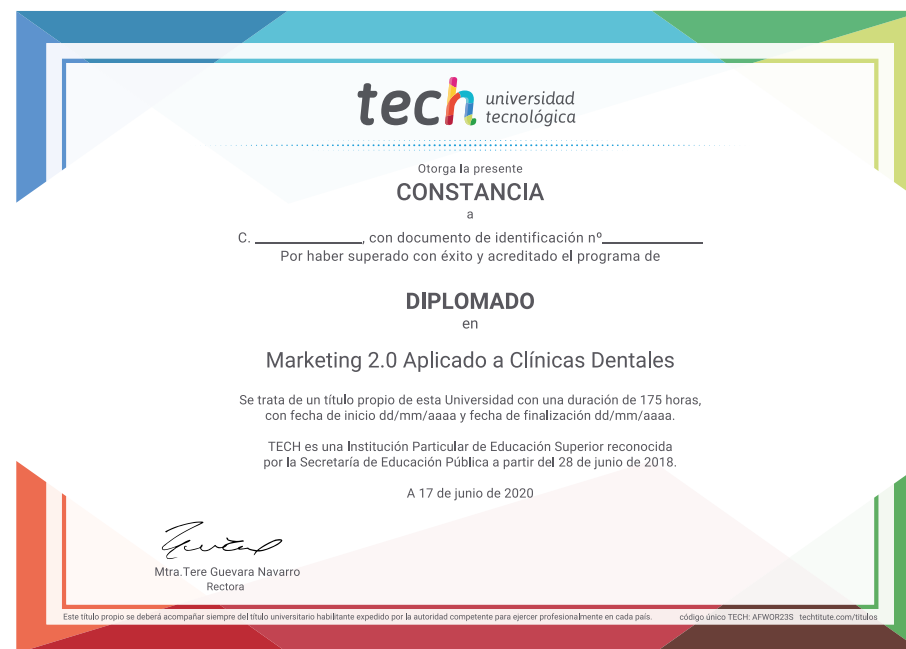 tech universidad
tecnológica
Otorga la presente
CONSTANCIA
a
C. ______________, con documento de identificación nº_____________
Por haber superado con éxito y acreditado el programa de
DIPLOMADO
en
Marketing 2.0 Aplicado a Clínicas Dentales
Se trata de un título propio de esta Universidad con una duración de 175 horas,
con fecha de inicio dd/mm/aaaa y fecha de finalización dd/mm/aaaa.
TECH es una Institución Particular de Educación Superior reconocida
por la Secretaría de Educación Pública a partir del 28 de junio de 2018.
A 17 de junio de 2020
Mtra.Tere Guevara Navarro
Rectora
Este título propio se deberá acompañar siempre del título universitario habilitante expedido por la autoridad competente para ejercer profesionalmente en cada país. código único TECH: AFWOR23S techtitute.com/titulos